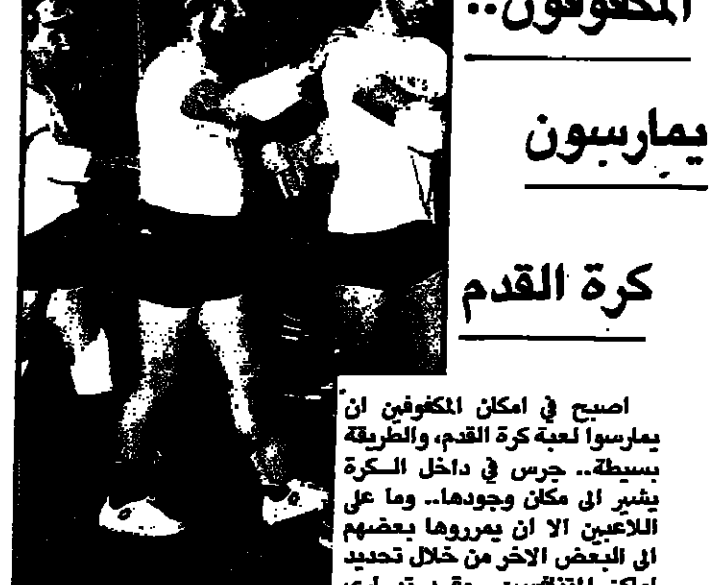 المكفوفون..
يمارسون
كرة القدم
اصبح في امكان المكفوفين ان
يمارسوا لعبة كرة القدم، والطريقة
بسيطة.. جرس في داخل الكرة
يشير الى مكان وجودها.. وما على
اللاعبين الا ان يمرروها بعضهم
الى البعض الاخر من خلال تحديد